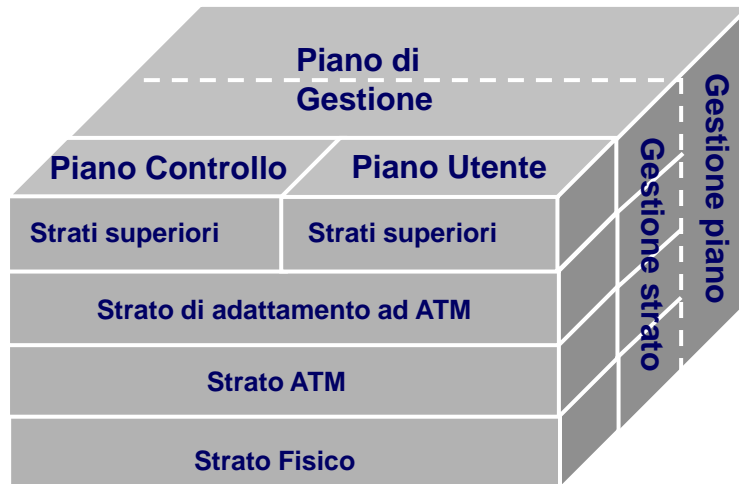 Piano di
Gestione
Piano Controllo
Piano Utente
Strati superiori
Strati superiori
Strato di adattamento ad ATM
Strato ATM
Strato Fisico
Gestione strato
Gestione piano